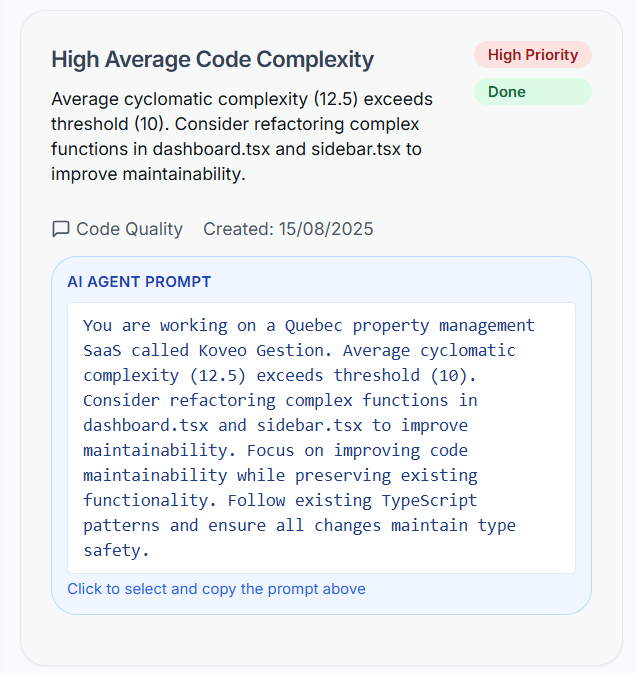 High Average Code Complexity
High Priority
Done
Average cyclomatic complexity (12.5) exceeds
threshold (10). Consider refactoring complex
functions in dashboard.tsx and sidebar.tsx to
improve maintainability.
Code Quality Created: 15/08/2025
AI AGENT PROMPT
You are working on a Quebec property management
SaaS called Koveo Gestion. Average cyclomatic
complexity (12.5) exceeds threshold (10).
Consider refactoring complex functions in
dashboard.tsx and sidebar.tsx to improve
maintainability. Focus on improving code
maintainability while preserving existing
functionality. Follow existing TypeScript
patterns and ensure all changes maintain type
safety.
Click to select and copy the prompt above